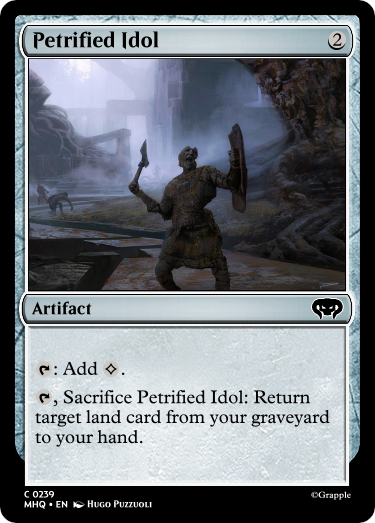 Petrified Idol 2
Artifact
: Add .
, Sacrifice Petrified Idol: Return
target land card from your graveyard
to your hand.
C 0239
MHQ • EN Hugo Puzzuoli
©Grapple